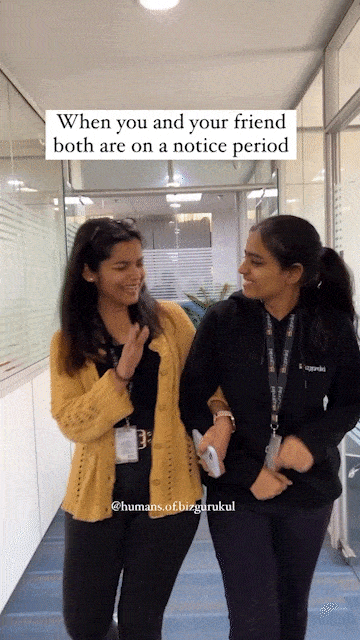 When you and your friend
both are on a notice period
@humans.of.bizgurukul